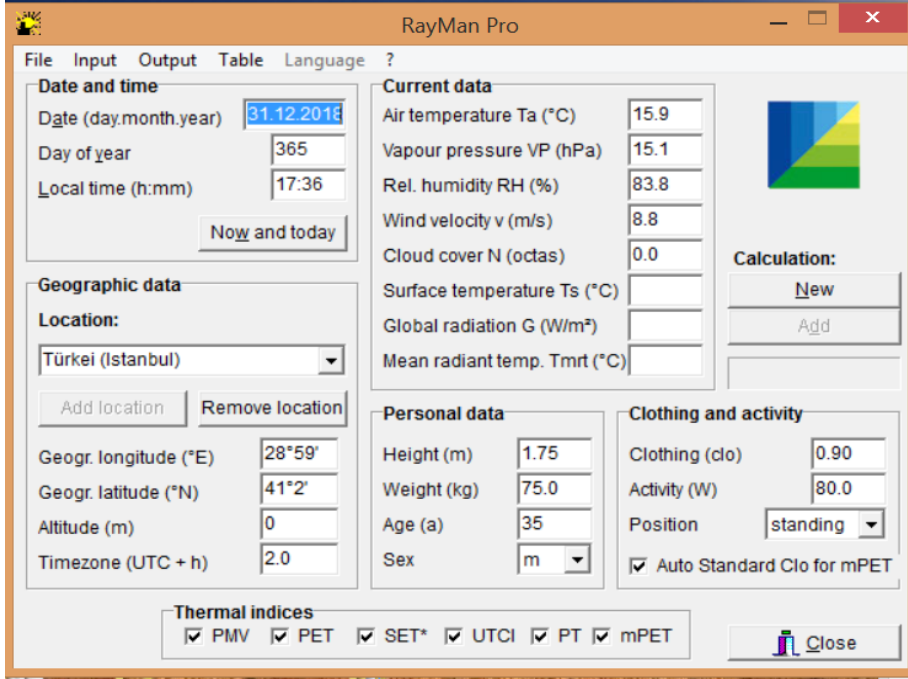 RayMan Pro
File Input Output Table Language ?
Date and time
Date (day.month.year) 31.12.2018
Day of year 365
Local time (h:mm) 17:36
Now and today
Geographic data
Location:
Türkei (Istanbul)
Add location Remove location
Geogr. longitude (°E) 28°59'
Geogr. latitude (°N) 41°2'
Altitude (m) 0
Timezone (UTC + h) 2.0
Current data
Air temperature Ta (°C) 15.9
Vapour pressure VP (hPa) 15.1
Rel. humidity RH (%) 83.8
Wind velocity v (m/s) 8.8
Cloud cover N (octas) 0.0
Surface temperature Ts (°C)
Global radiation G (W/m²)
Mean radiant temp. Tmrt (°C)
Calculation:
New
Add
Personal data
Height (m) 1.75
Weight (kg) 75.0
Age (a) 35
Sex m
Clothing and activity
Clothing (clo) 0.90
Activity (W) 80.0
Position standing
Auto Standard Clo for mPET
Thermal indices
PMV PET SET* UTCI PT mPET
Close